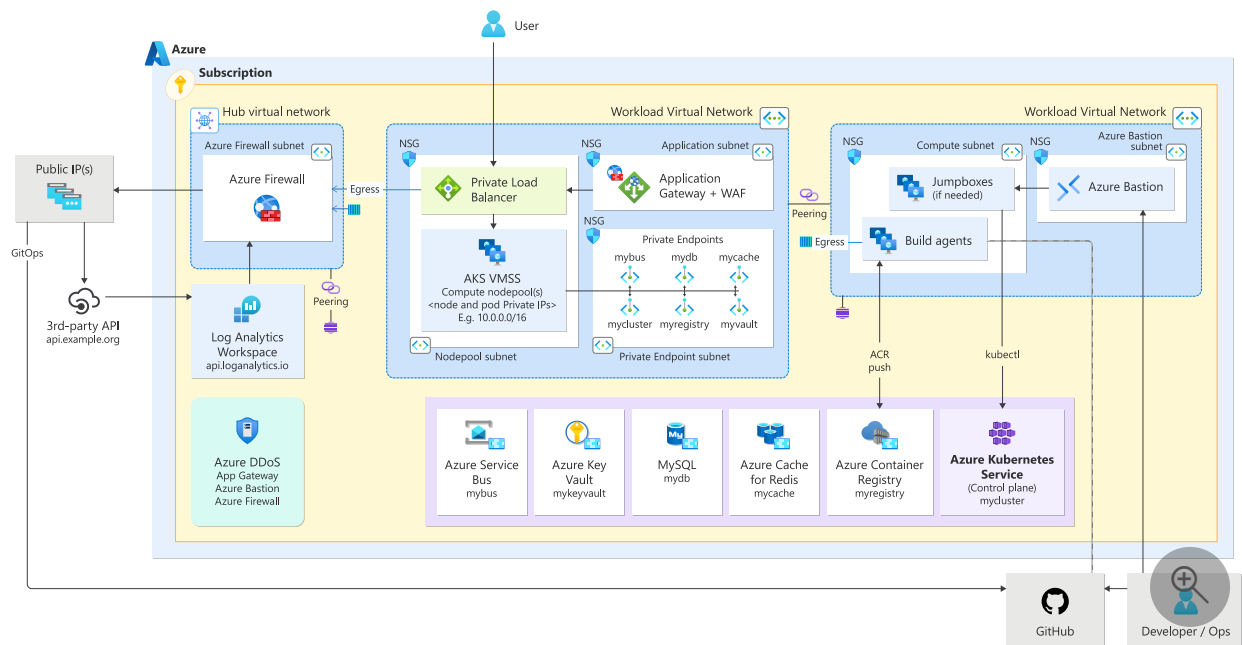 User
Azure
Subscription
Hub virtual network
Azure Firewall subnet
Azure Firewall
Public IP(s)
GitOps
3rd-party API
api.example.org
Log Analytics
Workspace
api.loganalytics.io
Peering
Egress
Workload Virtual Network
NSG
Private Load
Balancer
AKS VMSS
Compute nodepool(s)
<node and pod Private IPs>
E.g. 10.0.0.0/16
Nodepool subnet
NSG
Application subnet
Application
Gateway + WAF
NSG
Private Endpoints
mybus
mydb
mycache
mycluster
myregistry
myvault
Private Endpoint subnet
Peering
Workload Virtual Network
NSG
Compute subnet
Jumpboxes
(if needed)
Egress
Build agents
NSG
Azure Bastion
subnet
Azure Bastion
ACR
push
kubectl
Azure DDoS
App Gateway
Azure Bastion
Azure Firewall
Azure Service
Bus
mybus
Azure Key
Vault
mykeyvault
My
MySQL
mydb
Azure Cache
for Redis
mycache
Azure Container
Registry
myregistry
Azure Kubernetes
Service
(Control plane)
mycluster
GitHub
Developer / Ops